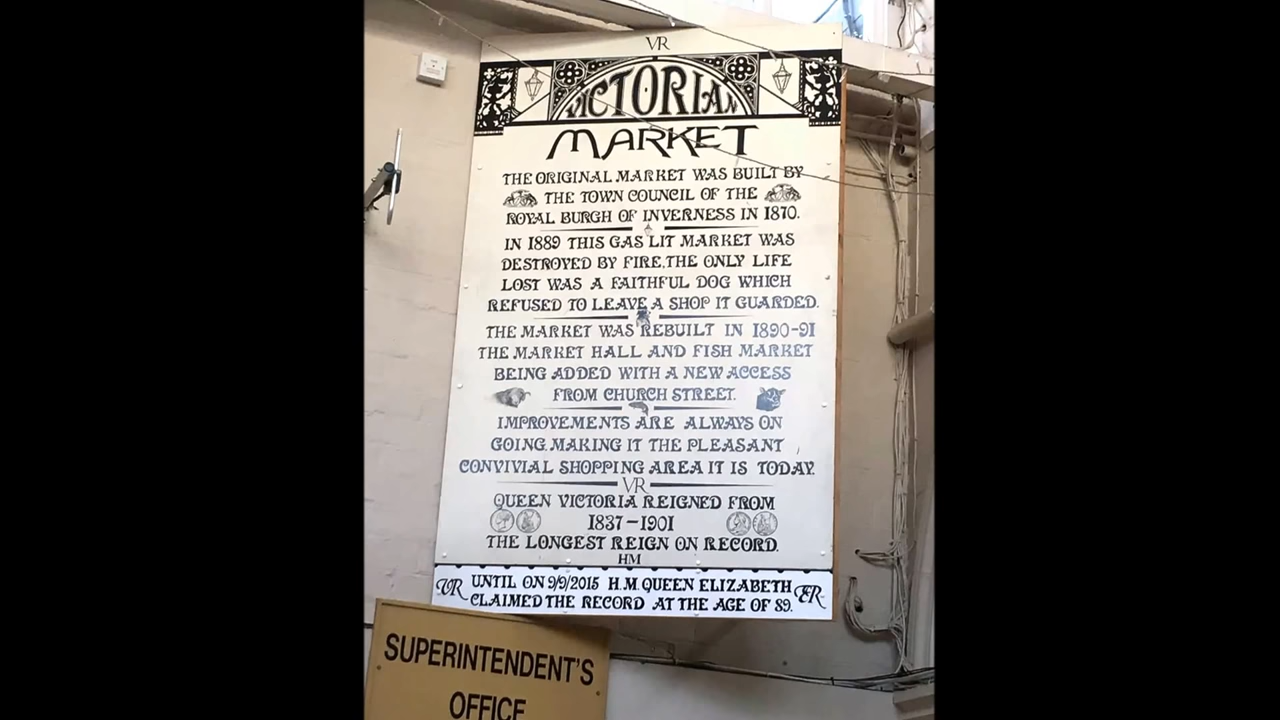 VR
VICTORIAN
MARKET
THE ORIGINAL MARKET WAS BUILT BY
THE TOWN COUNCIL OF THE
ROYAL BURGH OF INVERNESS IN 1870.
IN 1889 THIS GAS LIT MARKET WAS
DESTROYED BY FIRE, THE ONLY LIFE
LOST WAS A FAITHFUL DOG WHICH
REFUSED TO LEAVE A SHOP IT GUARDED.
THE MARKET WAS REBUILT IN 1890-91
THE MARKET HALL AND FISH MARKET
BEING ADDED WITH A NEW ACCESS
FROM CHURCH STREET.
IMPROVEMENTS ARE ALWAYS ON
GOING. MAKING IT THE PLEASANT
CONVIVIAL SHOPPING AREA IT IS TODAY.
VR
QUEEN VICTORIA REIGNED FROM
1837-1901
THE LONGEST REIGN ON RECORD.
HM
VR UNTIL ON 9/9/2015 H.M. QUEEN ELIZABETH ER
CLAIMED THE RECORD AT THE AGE OF 89.
SUPERINTENDENT'S
OFFICE